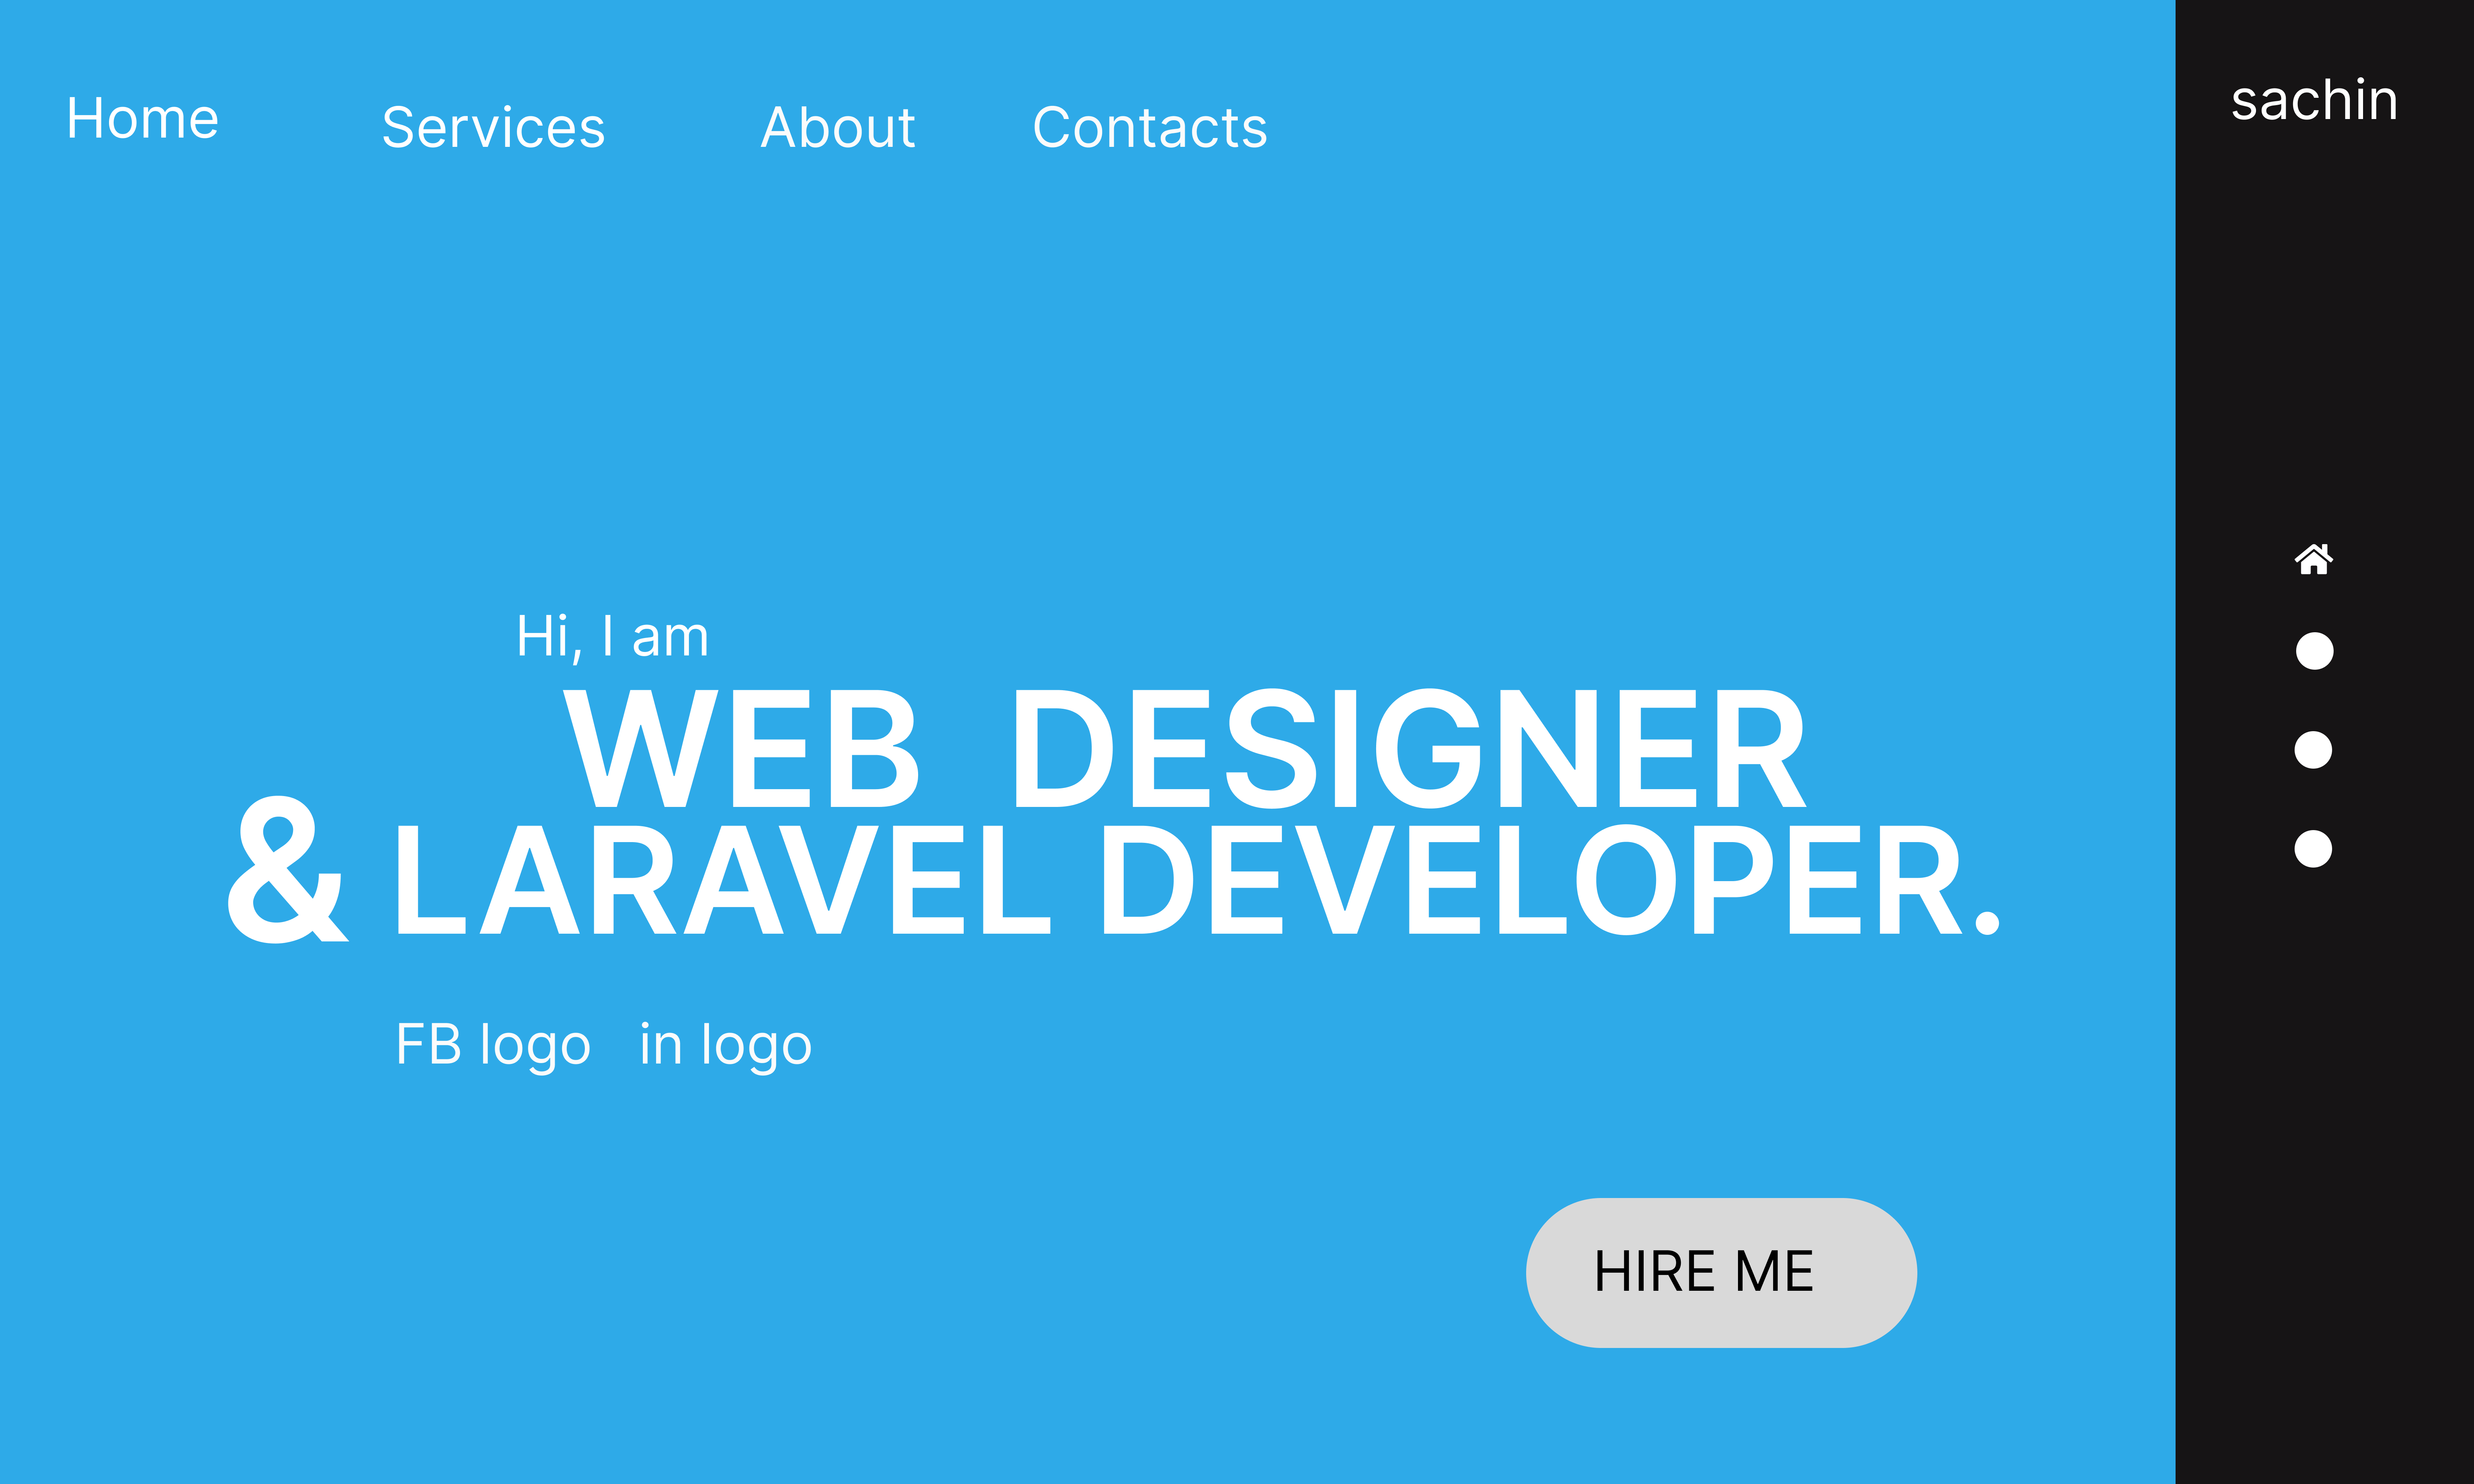 Home Services About Contacts sachin
Hi, I am
WEB DESIGNER
& LARAVEL DEVELOPER.
FB logo in logo
HIRE ME